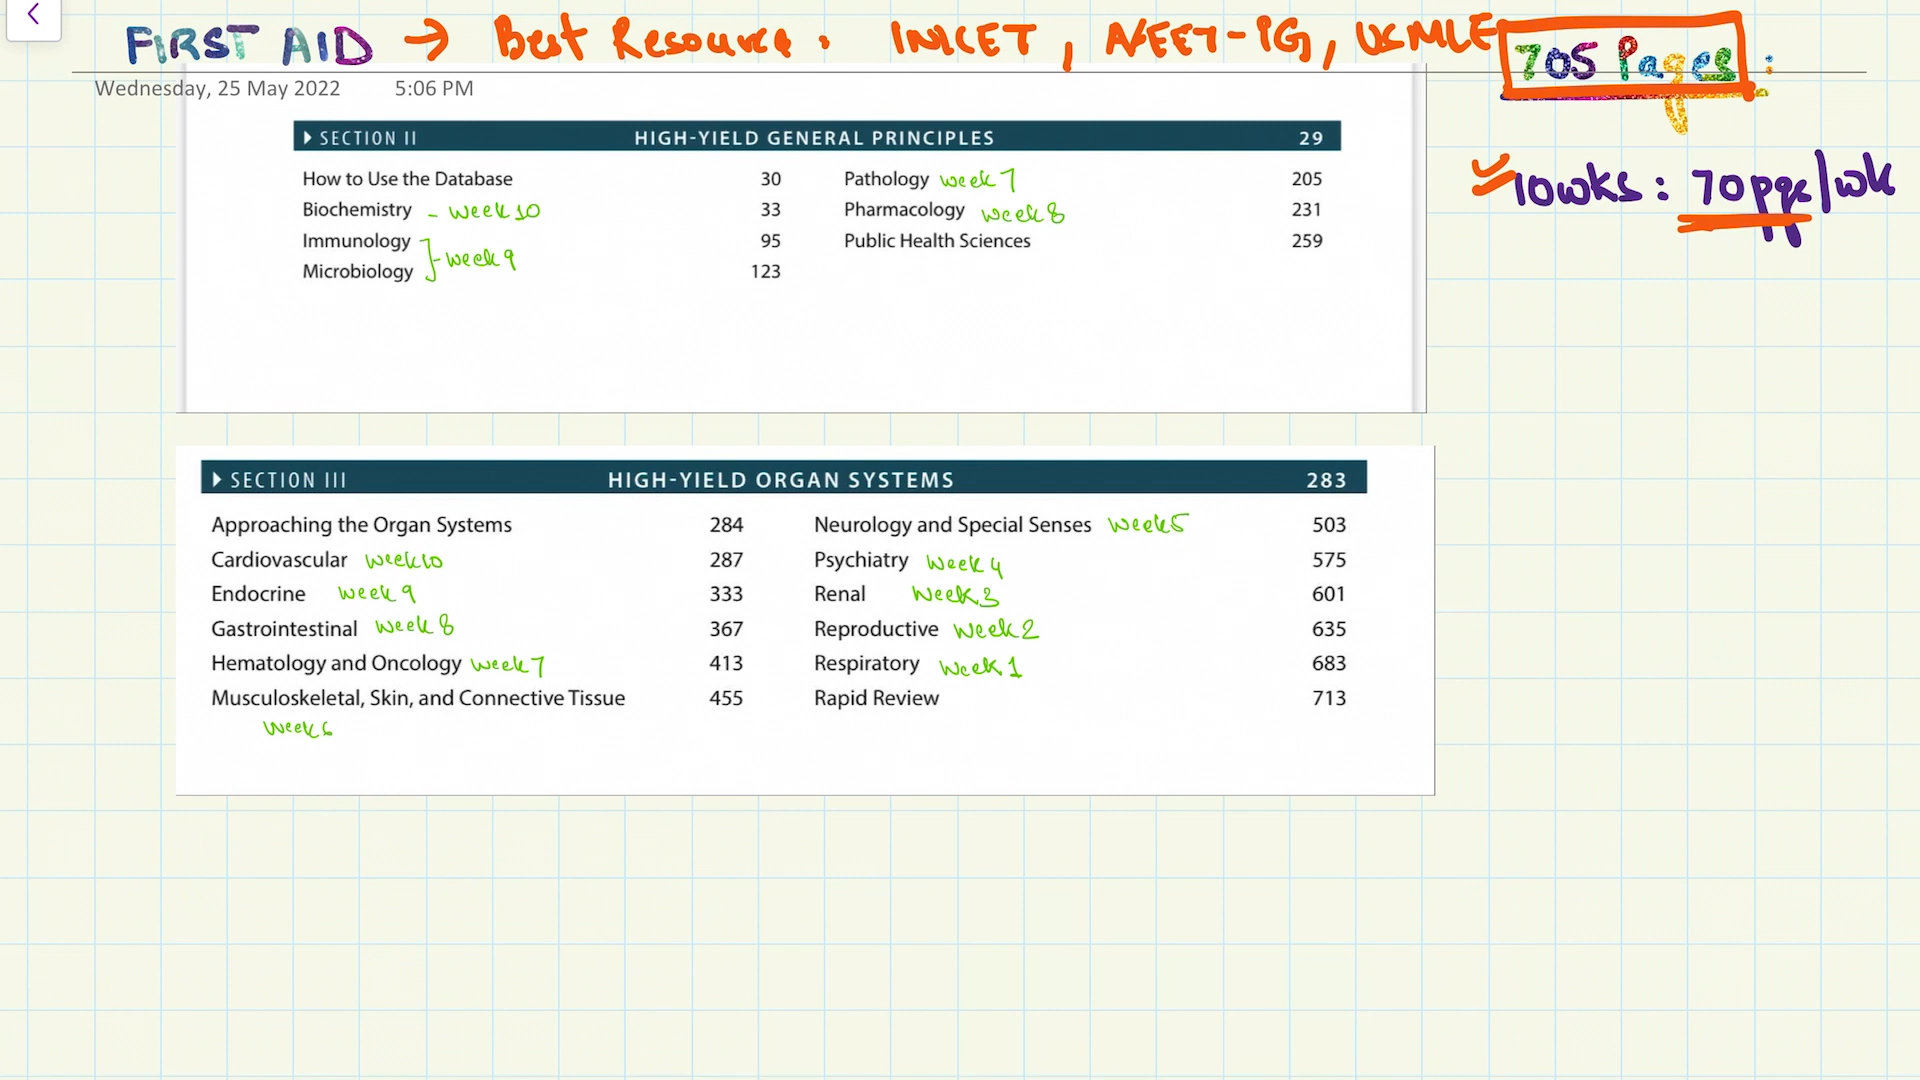 FIRST AID → Best Resource. INICET, NEET-PG, USMLE 705 Pages:
Wednesday, 25 May 2022 5:06 PM
10wks: 70pgs/wk
SECTION II HIGH-YIELD GENERAL PRINCIPLES 29
How to Use the Database 30
Biochemistry - week 10 33
Immunology 95
Microbiology } - week 9 123
Pathology week 7 205
Pharmacology week 8 231
Public Health Sciences 259
SECTION III HIGH-YIELD ORGAN SYSTEMS 283
Approaching the Organ Systems 284
Cardiovascular week10 287
Endocrine week 9 333
Gastrointestinal week 8 367
Hematology and Oncology week 7 413
Musculoskeletal, Skin, and Connective Tissue 455
week 6
Neurology and Special Senses week5 503
Psychiatry week 4 575
Renal week 3 601
Reproductive week 2 635
Respiratory week 1 683
Rapid Review 713